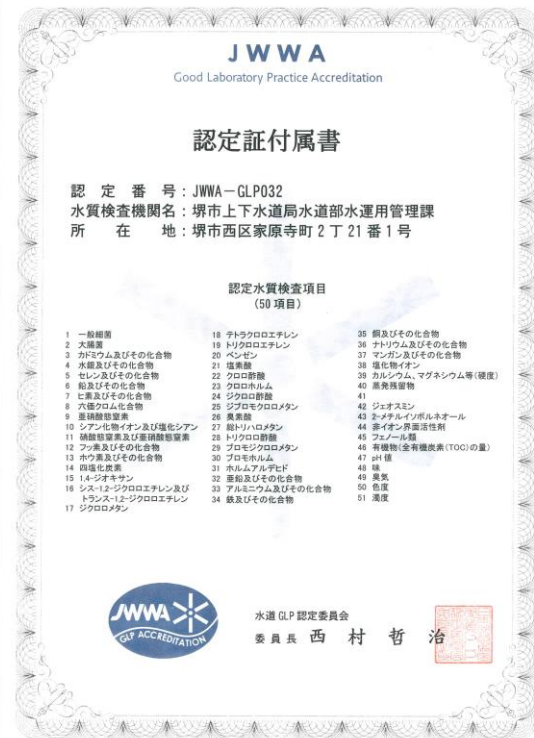 JWWA
Good Laboratory Practice Accreditation
認定証付属書
認 定 番 号：JWWA－GLP032
水質検査機関名：堺市上下水道局水道部水運用管理課
所 在 地：堺市西区家原寺町２丁21番１号
認定水質検査項目
(50項目)
1 一般細菌
2 大腸菌
3 カドミウム及びその化合物
4 水銀及びその化合物
5 セレン及びその化合物
6 鉛及びその化合物
7 ヒ素及びその化合物
8 六価クロム化合物
9 亜硝酸態窒素
10 シアン化物イオン及び塩化シアン
11 硝酸態窒素及び亜硝酸態窒素
12 フッ素及びその化合物
13 ホウ素及びその化合物
14 四塩化炭素
15 1,4-ジオキサン
16 シス-1,2-ジクロロエチレン及び
トランス-1,2-ジクロロエチレン
17 ジクロロメタン
18 テトラクロロエチレン
19 トリクロロエチレン
20 ベンゼン
21 塩素酸
22 クロロ酢酸
23 クロロホルム
24 ジクロロ酢酸
25 ジブロモクロロメタン
26 臭素酸
27 総トリハロメタン
28 トリクロロ酢酸
29 ブロモジクロロメタン
30 ブロモホルム
31 ホルムアルデヒド
32 亜鉛及びその化合物
33 アルミニウム及びその化合物
34 鉄及びその化合物
35 銅及びその化合物
36 ナトリウム及びその化合物
37 マンガン及びその化合物
38 塩化物イオン
39 カルシウム、マグネシウム等(硬度)
40 蒸発残留物
41
42 ジェオスミン
43 2-メチルイソボルネオール
44 非イオン界面活性剤
45 フェノール類
46 有機物(全有機炭素(TOC)の量)
47 pH値
48 味
49 臭気
50 色度
51 濁度
JWWA
GLP ACCREDITATION
水道GLP認定委員会
委員長 西村哲治